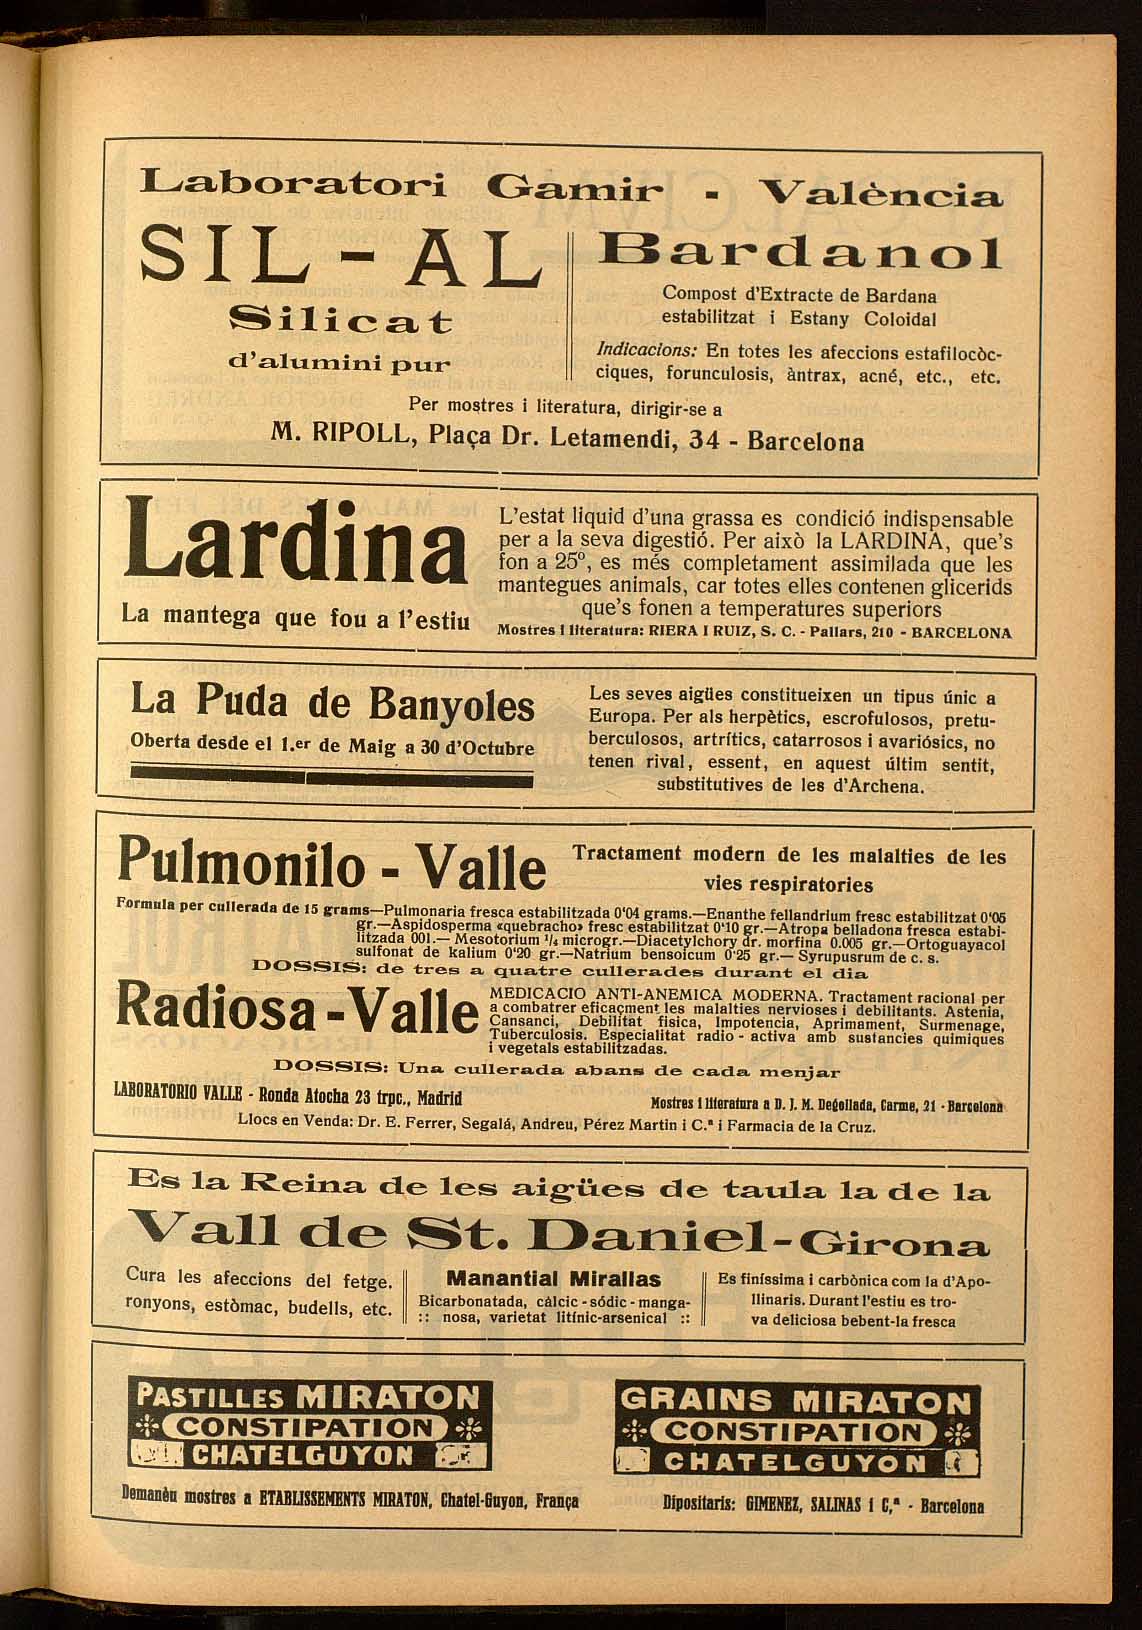 Laboratori Gamir - València
SIL-AL
Silicat
d'alumini pur
Bardanol
Compost d'Extracte de Bardana
estabilitzat i Estany Coloidal
Indicacions: En totes les afeccions estafilocòc-
ciques, forunculosis, àntrax, acné, etc., etc.
Per mostres i literatura, dirigir-se a
M. RIPOLL, Plaça Dr. Letamendi, 34 - Barcelona
Lardina
La mantega que fou a l'estiu
L'estat liquid d'una grassa es condició indispensable
per a la seva digestió. Per això la LARDINA, que's
fon a 25º, es més completament assimilada que les
mantegues animals, car totes elles contenen glicerids
que's fonen a temperatures superiors
Mostres i literatura: RIERA I RUIZ, S. C. - Pallars, 210 - BARCELONA
La Puda de Banyoles
Oberta desde el 1.er de Maig a 30 d'Octubre
Les seves aigües constitueixen un tipus únic a
Europa. Per als herpètics, escrofulosos, pretu-
berculosos, artrítics, catarrosos i avariósics, no
tenen rival, essent, en aquest últim sentit,
substitutives de les d'Archena.
Pulmonilo - Valle
Tractament modern de les malalties de les
vies respiratories
Formula per cullerada de 15 grams—Pulmonaria fresca estabilitzada 0'04 grams.—Enanthe fellandrium fresc estabilitzat 0'05
gr.—Aspidosperma «quebracho» fresc estabilitzat 0'10 gr.—Atropa belladona fresca estabi-
litzada 001.— Mesotorium 1/4 microgr.—Diacetylchory dr. morfina 0.005 gr.—Ortoguayacol
sulfonat de kalium 0'20 gr.—Natrium bensoicum 0'25 gr.— Syrupusrum de c. s.
DOSSIS: de tres a quatre cullerades durant el dia
Radiosa-Valle
MEDICACIO ANTI-ANEMICA MODERNA. Tractament racional per
a combatrer eficaçment les malalties nervioses i debilitants. Astenia,
Cansanci, Debilitat fisica, Impotencia, Aprimament, Surmenage,
Tuberculosis. Especialitat radio-activa amb sustancies quimiques
i vegetals estabilitzadas.
DOSSIS: Una cullerada abans de cada menjar
LABORATORIO VALLE - Ronda Atocha 23 trpc., Madrid
Mostres i literatura a D. J. M. Degollada, Carme, 21 - Barcelona
Llocs en Venda: Dr. E. Ferrer, Segalá, Andreu, Pérez Martin i C.ª i Farmacia de la Cruz.
Es la Reina de les aigües de taula la de la
Vall de St. Daniel-Girona
Cura les afeccions del fetge.
ronyons, estòmac, budells, etc.
Manantial Mirallas
Bicarbonatada, càlcic-sódic-manga-
:: nosa, varietat litínic-arsenical ::
Es finíssima i carbònica com la d'Apo-
llinaris. Durant l'estiu es tro-
va deliciosa bebent-la fresca
PASTILLES MIRATON
CONSTIPATION
CHATELGUYON
Demanèu mostres a ETABLISSEMENTS MIRATON, Chatel-Guyon, França
GRAINS MIRATON
CONSTIPATION
CHATELGUYON
Dipositaris: GIMENEZ, SALINAS i C,ª - Barcelona